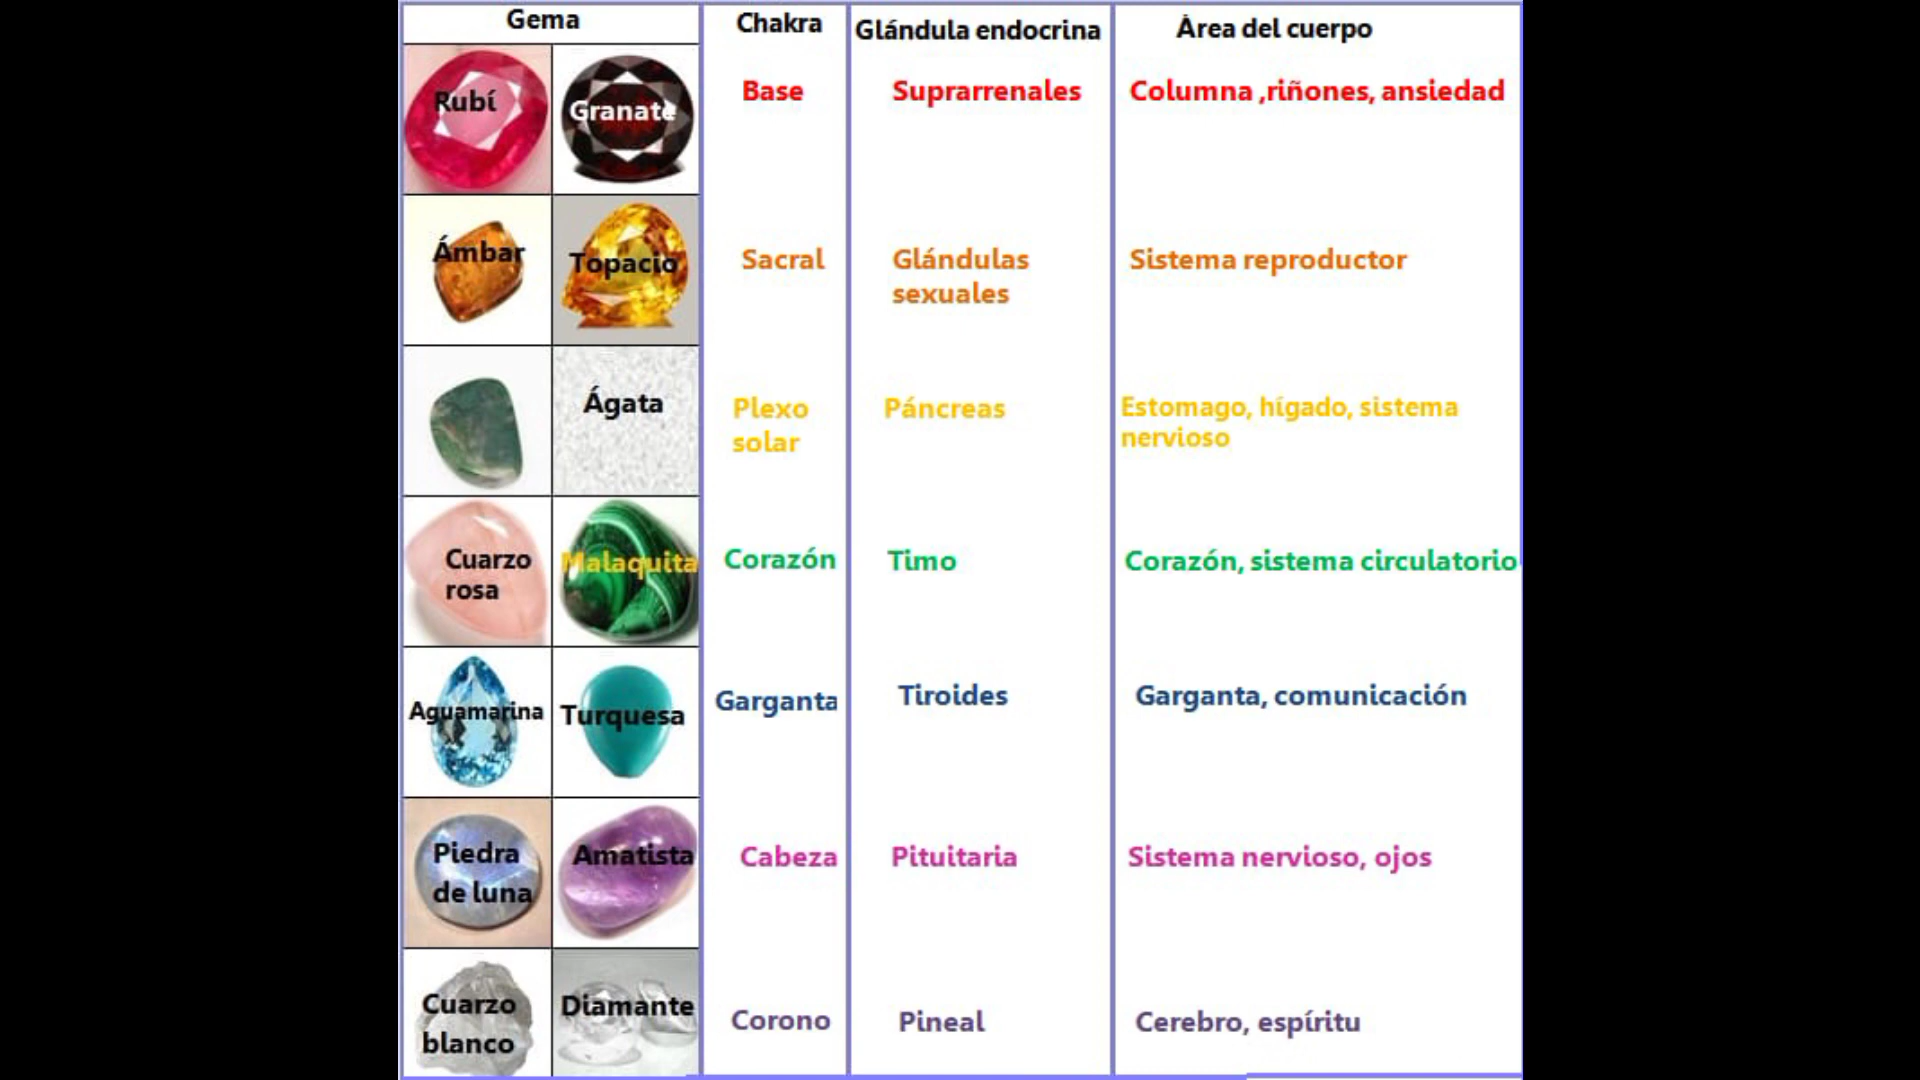 Gema
Chakra
Glándula endocrina
Área del cuerpo
Rubí
Granate
Base
Suprarrenales
Columna ,riñones, ansiedad
Ámbar
Topacio
Sacral
Glándulas
sexuales
Sistema reproductor
Ágata
Plexo
solar
Páncreas
Estomago, hígado, sistema
nervioso
Cuarzo
rosa
Malaquita
Corazón
Timo
Corazón, sistema circulatorio
Aguamarina
Turquesa
Garganta
Tiroides
Garganta, comunicación
Piedra
de luna
Amatista
Cabeza
Pituitaria
Sistema nervioso, ojos
Cuarzo
blanco
Diamante
Corono
Pineal
Cerebro, espíritu